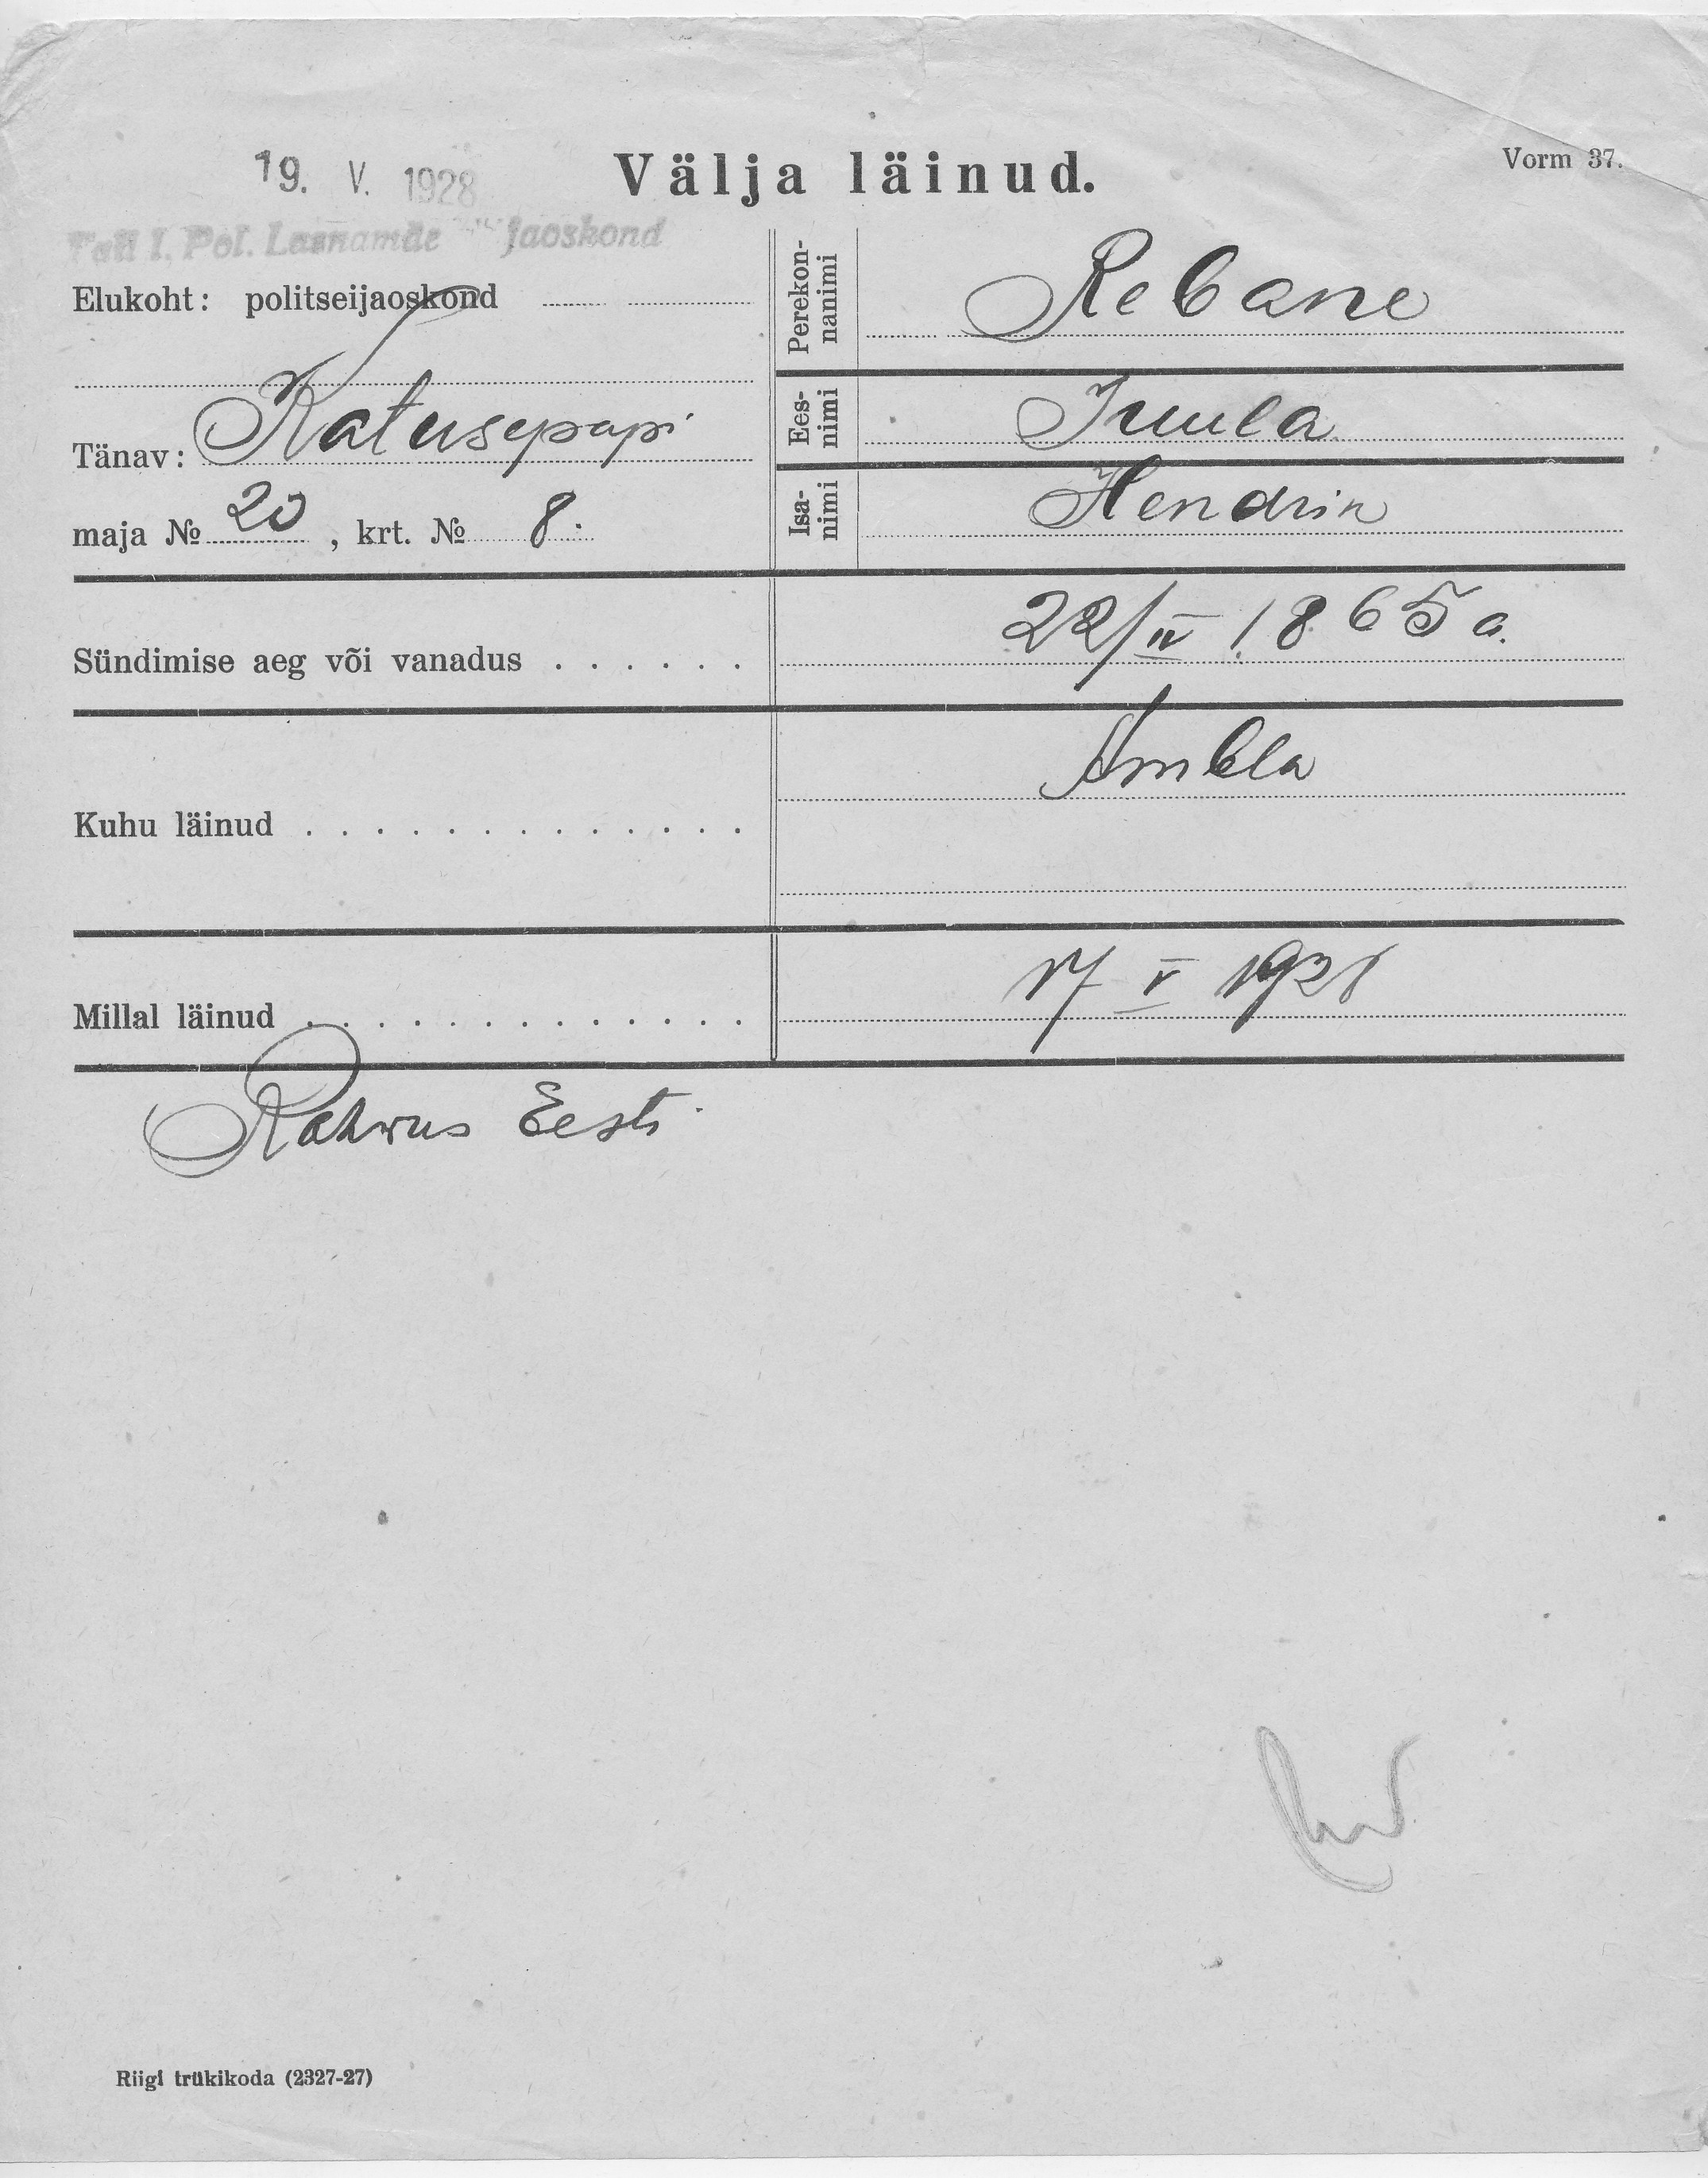 19. V. 1928
Välja läinud.
Vorm 37.
Tall I. Pol. Lasnamäe jaoskond
Elukoht: politseijaoskond
Tänav: Katusepapi
maja № 20, krt. № 8.
Perekonnanimi Rebane
Eesnimi Juula
Isanimi Hendrik
Sündimise aeg või vanadus . . . . . . 22/IV 1865 a.
Kuhu läinud . . . . . . . . . . . . . Ambla
Millal läinud . . . . . . . . . . . . . 17 V 1928
Rahwus Eesti
Riigi trükikoda (2327-27)